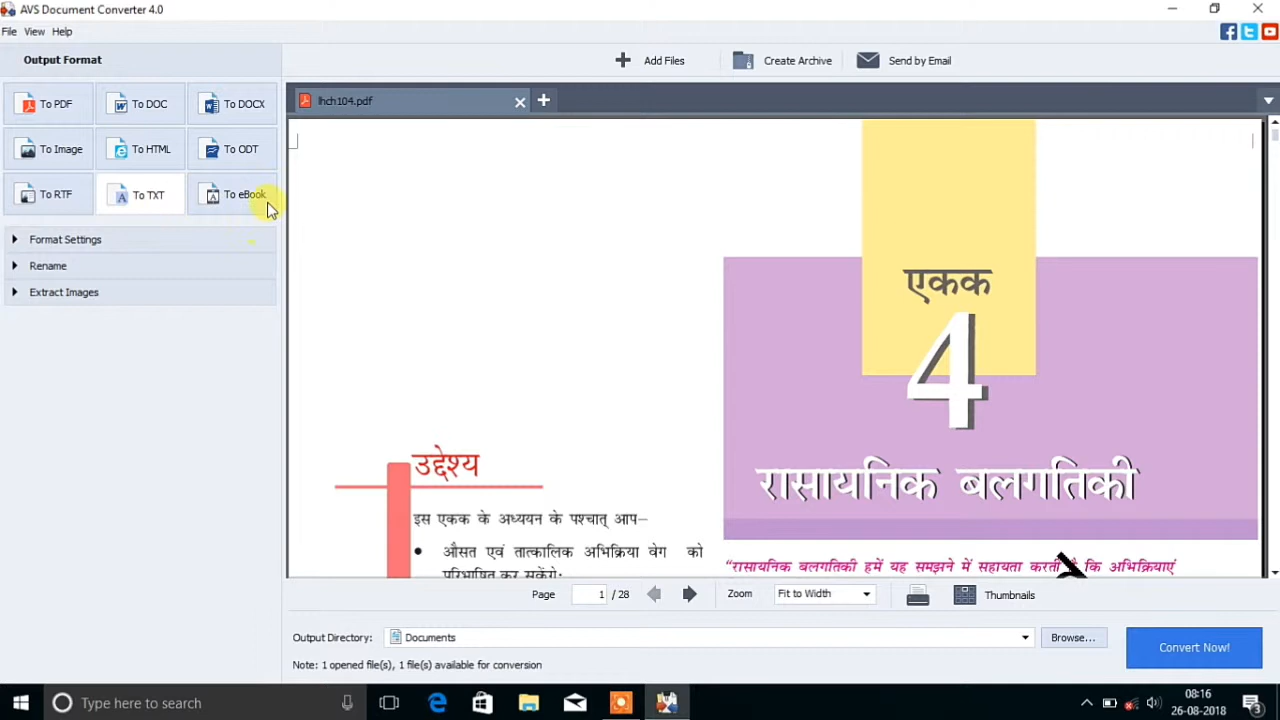 AVS Document Converter 4.0
File View Help
Output Format
Add Files
Create Archive
Send by Email
To PDF
To DOC
To DOCX
lhch104.pdf
To Image
To HTML
To ODT
To RTF
To TXT
To eBook
Format Settings
Rename
Extract Images
एकक
4
रासायनिक बलगतिकी
उद्देश्य
इस एकक के अध्ययन के पश्चात् आप–
• औसत एवं तात्कालिक अभिक्रिया वेग को
परिभाषित कर सकेंगे;
"रासायनिक बलगतिकी हमें यह समझने में सहायता करती है कि अभिक्रियाएं
Page 1 / 28
Zoom Fit to Width
Thumbnails
Output Directory: Documents
Browse...
Convert Now!
Note: 1 opened file(s), 1 file(s) available for conversion
Type here to search
08:16
26-08-2018
3